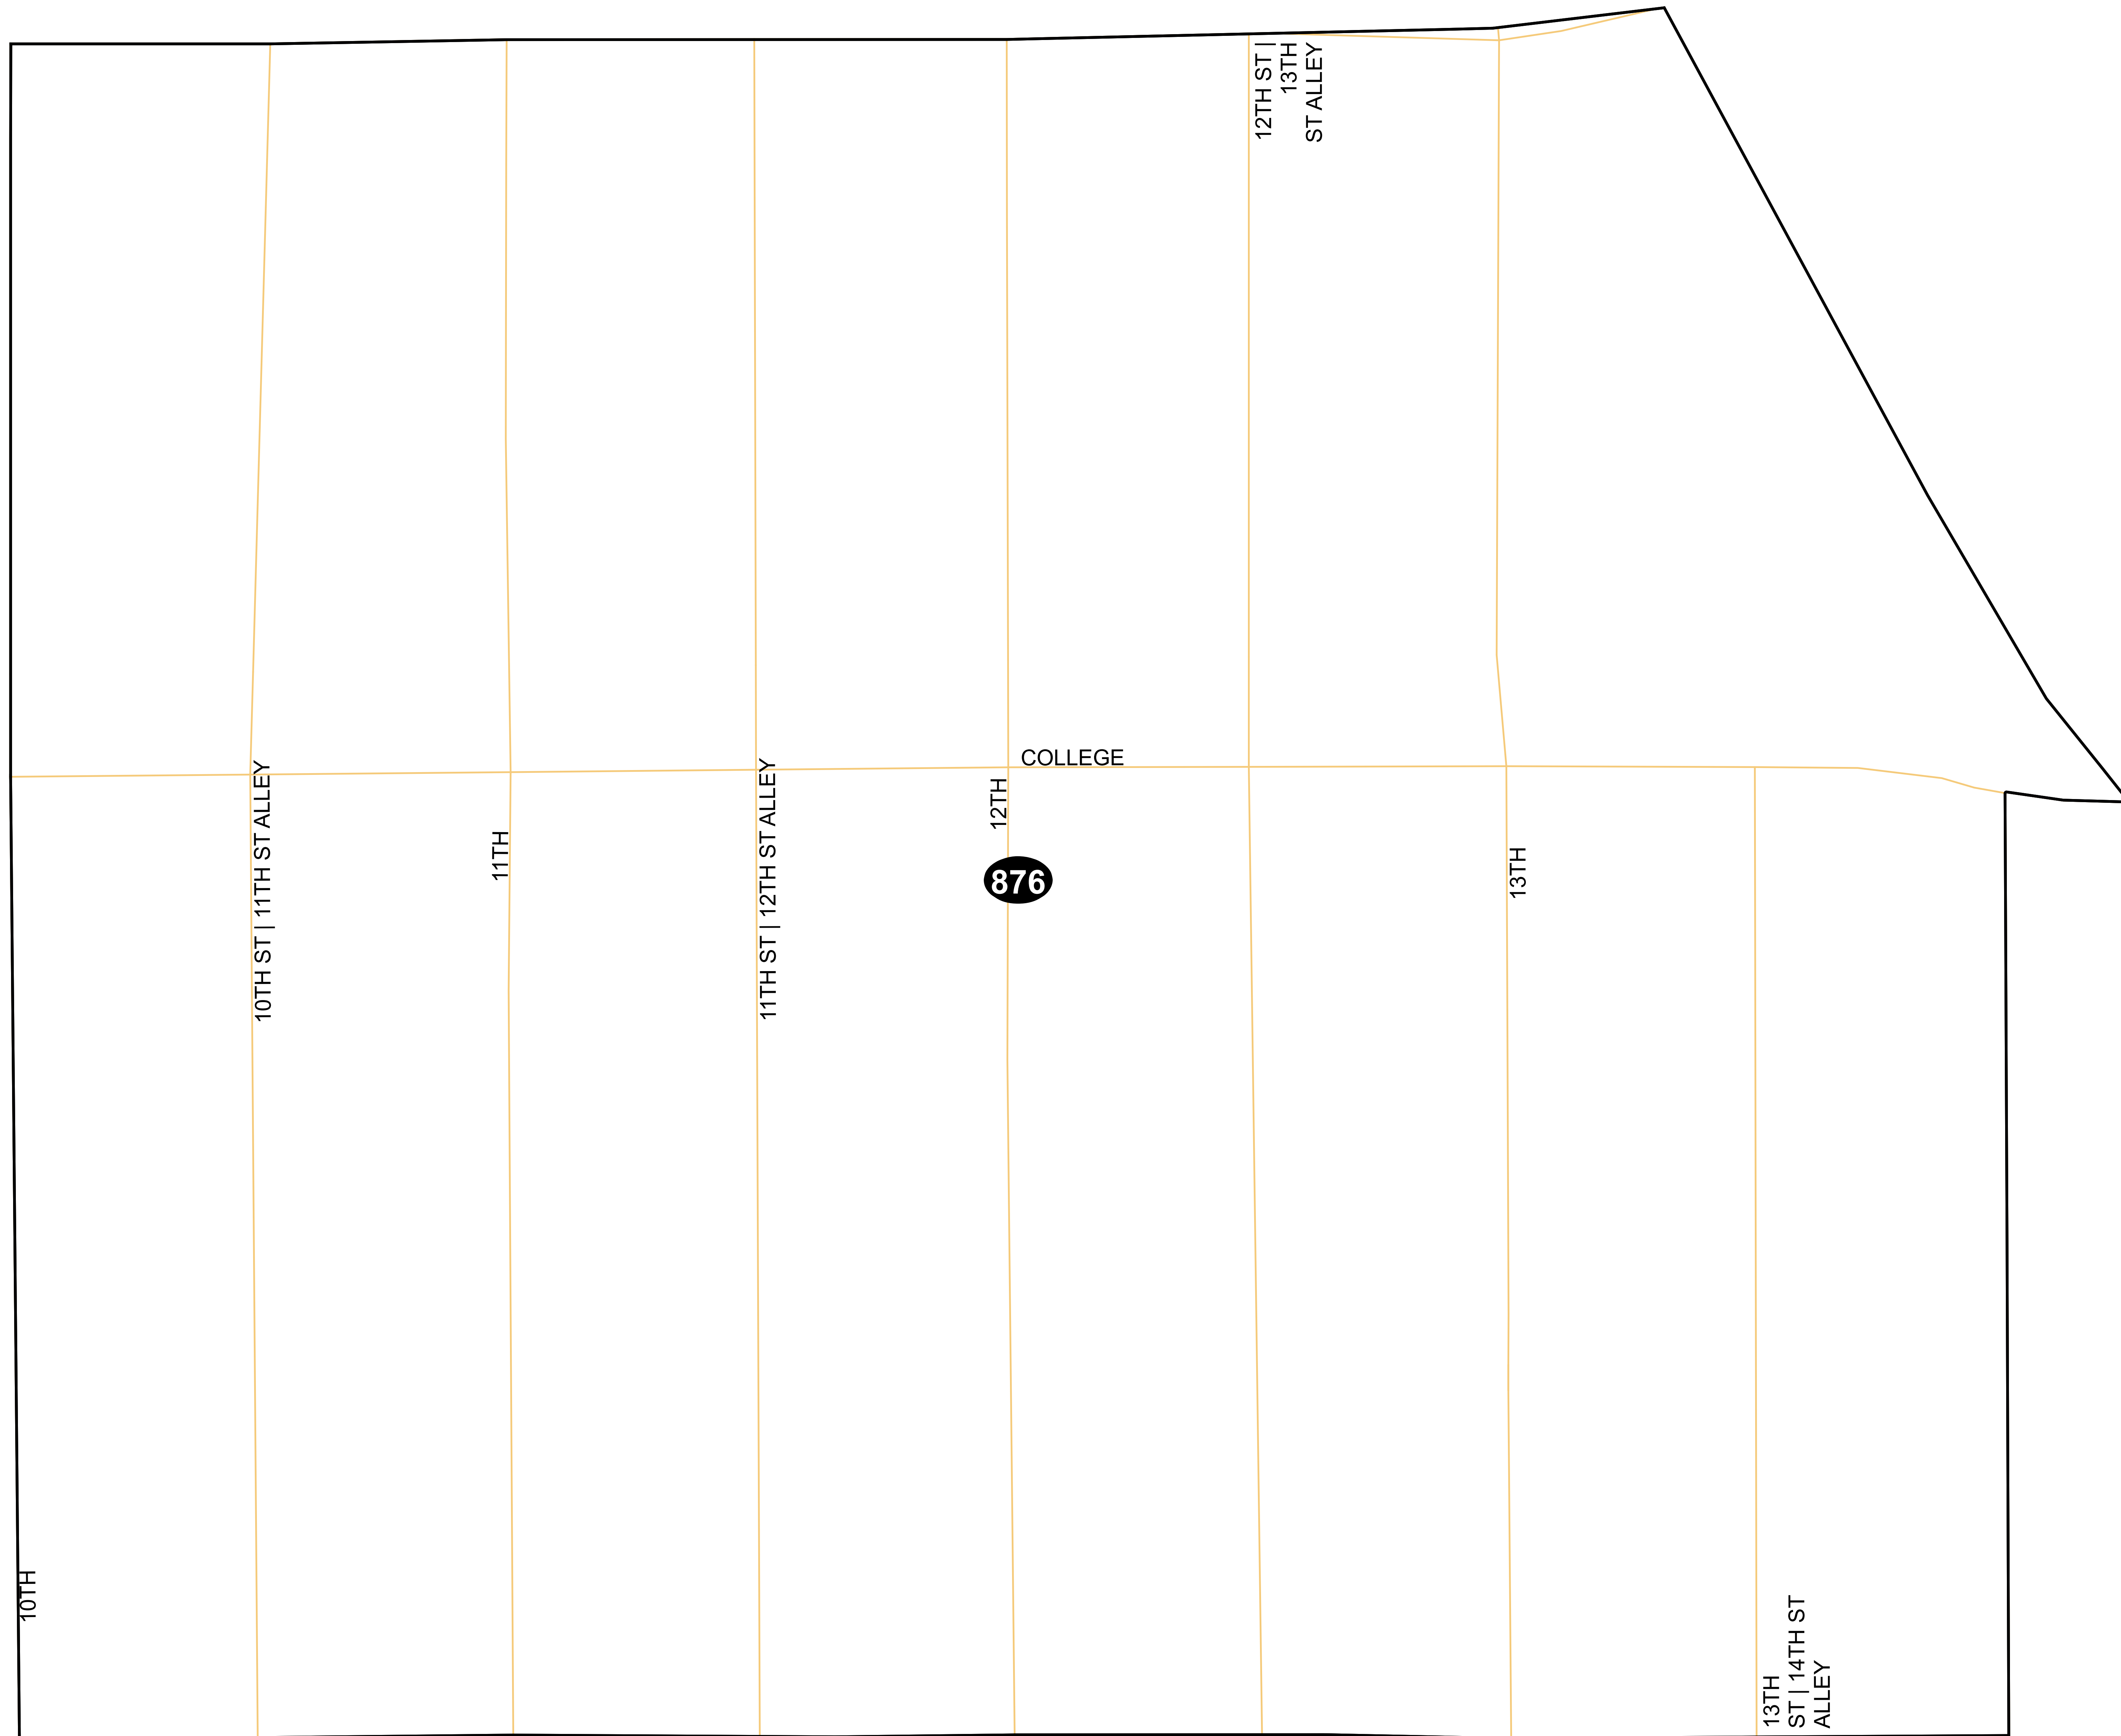 12TH ST |
13TH
ST ALLEY
COLLEGE
10TH ST | 11TH ST ALLEY
11TH
11TH ST | 12TH ST ALLEY
12TH
876
13TH
10TH
13TH
ST | 14TH ST
ALLEY